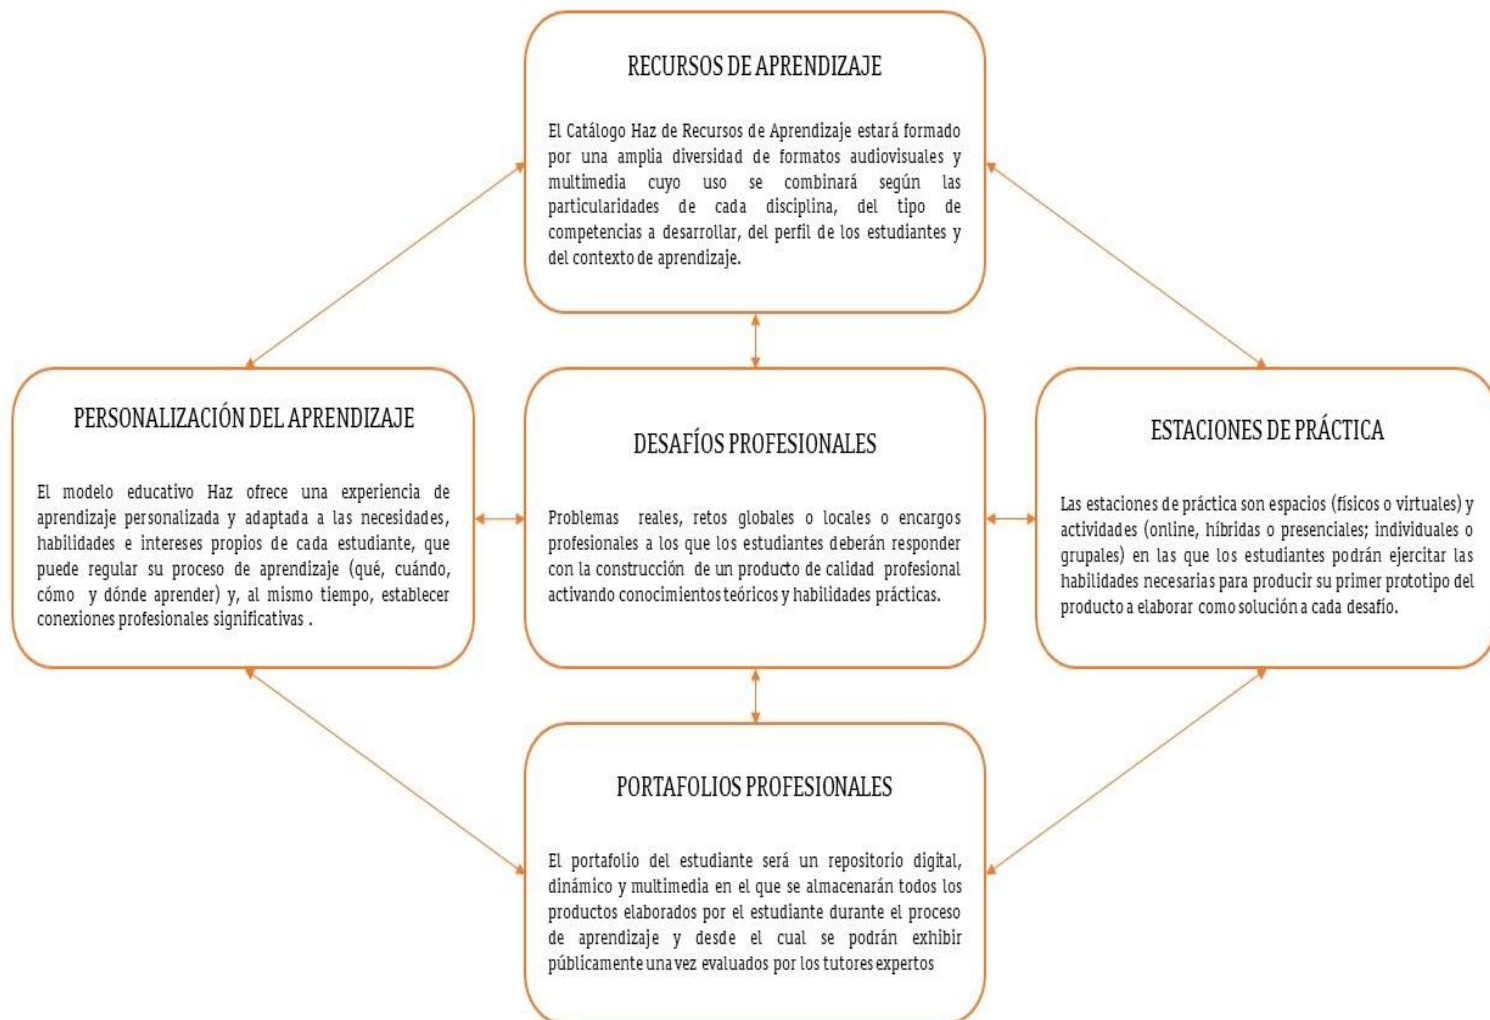 RECURSOS DE APRENDIZAJE
El Catálogo Haz de Recursos de Aprendizaje estará formado
por una amplia diversidad de formatos audiovisuales y
multimedia cuyo uso se combinará según las
particularidades de cada disciplina, del tipo de
competencias a desarrollar, del perfil de los estudiantes y
del contexto de aprendizaje.
PERSONALIZACIÓN DEL APRENDIZAJE
El modelo educativo Haz ofrece una experiencia de
aprendizaje personalizada y adaptada a las necesidades,
habilidades e intereses propios de cada estudiante, que
puede regular su proceso de aprendizaje (qué, cuándo,
cómo y dónde aprender) y, al mismo tiempo, establecer
conexiones profesionales significativas .
DESAFÍOS PROFESIONALES
Problemas reales, retos globales o locales o encargos
profesionales a los que los estudiantes deberán responder
con la construcción de un producto de calidad profesional
activando conocimientos teóricos y habilidades prácticas.
ESTACIONES DE PRÁCTICA
Las estaciones de práctica son espacios (físicos o virtuales) y
actividades (online, híbridas o presenciales; individuales o
grupales) en las que los estudiantes podrán ejercitar las
habilidades necesarias para producir su primer prototipo del
producto a elaborar como solución a cada desafío.
PORTAFOLIOS PROFESIONALES
El portafolio del estudiante será un repositorio digital,
dinámico y multimedia en el que se almacenarán todos los
productos elaborados por el estudiante durante el proceso
de aprendizaje y desde el cual se podrán exhibir
públicamente una vez evaluados por los tutores expertos